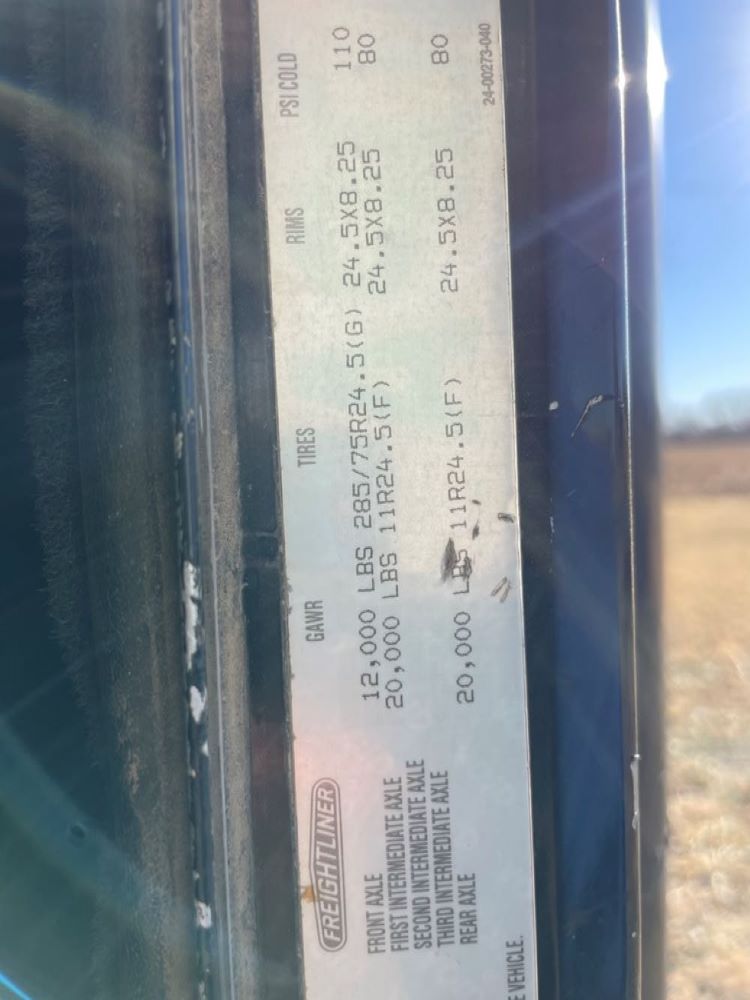 FREIGHTLINER GAWR TIRES RIMS PSI COLD
FRONT AXLE 12,000 LBS 285/75R24.5(G) 24.5X8.25 110
FIRST INTERMEDIATE AXLE 20,000 LBS 11R24.5(F) 24.5X8.25 80
SECOND INTERMEDIATE AXLE
THIRD INTERMEDIATE AXLE
REAR AXLE 20,000 LBS 11R24.5(F) 24.5X8.25 80
VEHICLE. 24-00273-040